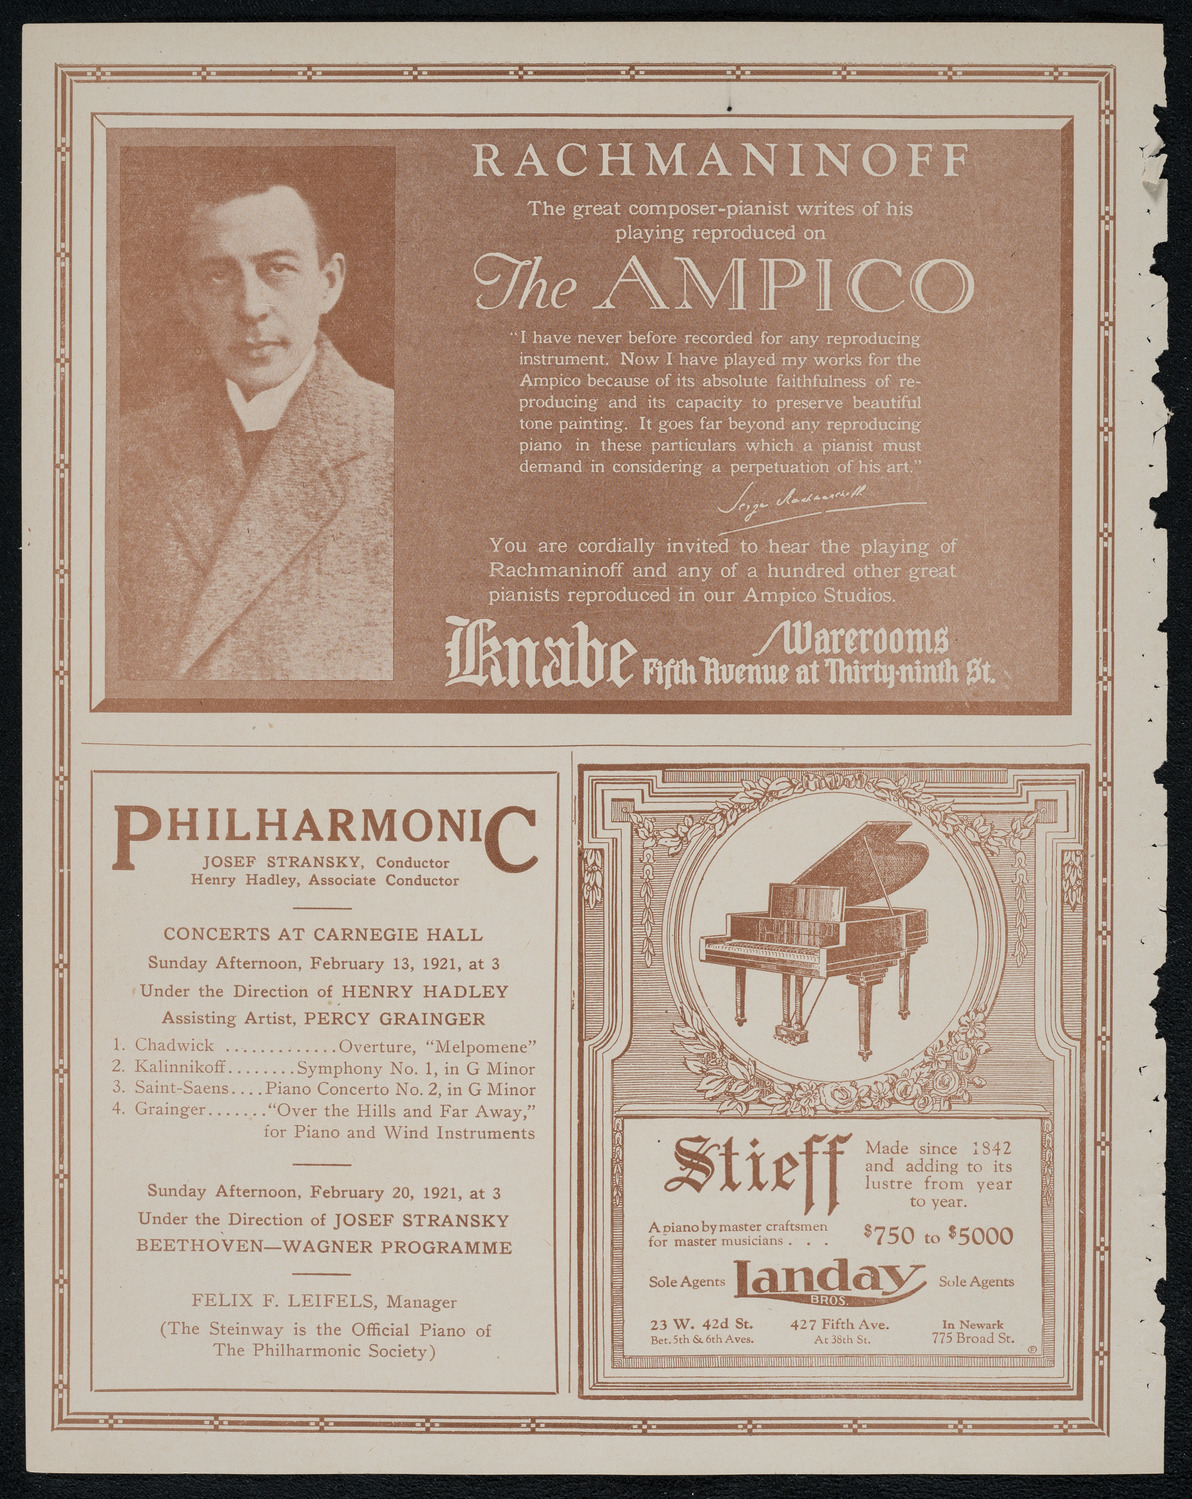 RACHMANINOFF
The great composer-pianist writes of his
playing reproduced on
The AMPICO
"I have never before recorded for any reproducing
instrument. Now I have played my works for the
Ampico because of its absolute faithfulness of re-
producing and its capacity to preserve beautiful
tone painting. It goes far beyond any reproducing
piano in these particulars which a pianist must
demand in considering a perpetuation of his art."
Serge Rachmaninoff
You are cordially invited to hear the playing of
Rachmaninoff and any of a hundred other great
pianists reproduced in our Ampico Studios.
Knabe Warerooms
Fifth Avenue at Thirty-ninth St.
PHILHARMONIC
JOSEF STRANSKY, Conductor
Henry Hadley, Associate Conductor
CONCERTS AT CARNEGIE HALL
Sunday Afternoon, February 13, 1921, at 3
Under the Direction of HENRY HADLEY
Assisting Artist, PERCY GRAINGER
1. Chadwick .............Overture, "Melpomene"
2. Kalinnikoff........Symphony No. 1, in G Minor
3. Saint-Saens....Piano Concerto No. 2, in G Minor
4. Grainger.......“Over the Hills and Far Away,”
for Piano and Wind Instruments
Sunday Afternoon, February 20, 1921, at 3
Under the Direction of JOSEF STRANSKY
BEETHOVEN—WAGNER PROGRAMME
FELIX F. LEIFELS, Manager
(The Steinway is the Official Piano of
The Philharmonic Society)
Stieff
Made since 1842
and adding to its
lustre from year
to year.
A piano by master craftsmen
for master musicians . . .
$750 to $5000
Sole Agents Landay Sole Agents
BROS.
23 W. 42d St.
Bet. 5th & 6th Aves.
427 Fifth Ave.
At 38th St.
In Newark
775 Broad St.
©